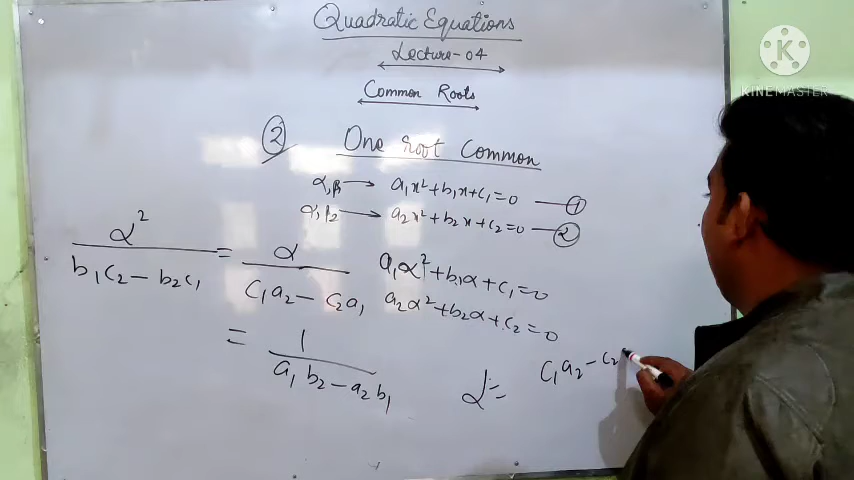 Quadratic Equations
Lecture-04
Common Roots
② One root Common
α,β → a₁x²+b₁x+c₁=0 — ①
α,β₂ → a₂x²+b₂x+c₂=0 — ②
α²/(b₁c₂ − b₂c₁) = α/(c₁a₂ − c₂a₁)
a₁α²+b₁α+c₁=0
a₂α²+b₂α+c₂=0
= 1/(a₁b₂ − a₂b₁)
α = c₁a₂ − c₂
K
KINEMASTER